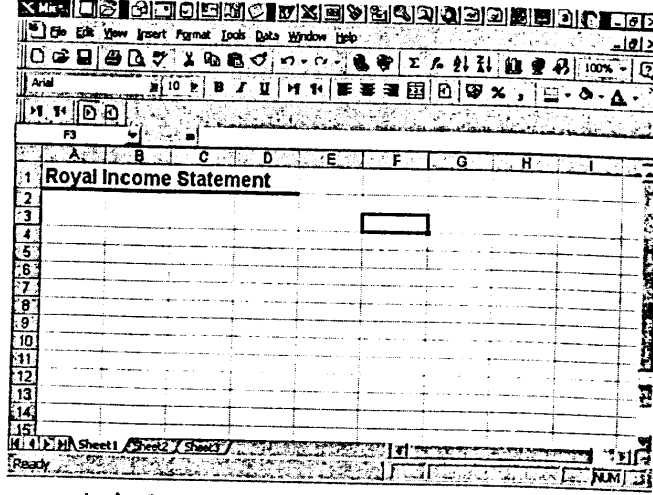 File Edit View Insert Format Tools Data Window Help
Arial 10 B I U % ,
100%
F3 =
A B C D E F G H I
1 Royal Income Statement
2
3
4
5
6
7
8
9
10
11
12
13
14
15
Sheet1 Sheet2 Sheet3
Ready NUM